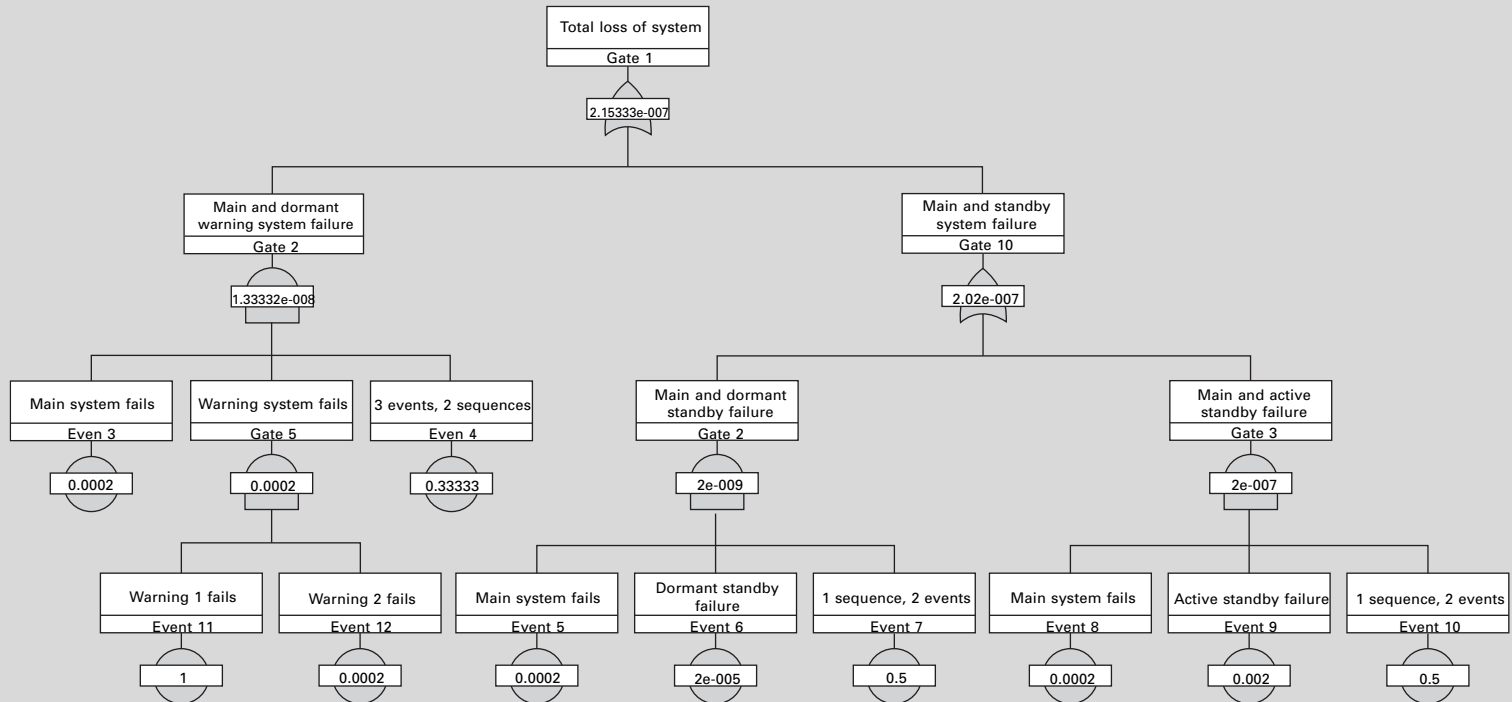 Total loss of system
Gate 1
2.15333e-007
Main and dormant
warning system failure
Gate 2
1.33332e-008
Main and standby
system failure
Gate 10
2.02e-007
Main system fails
Even 3
0.0002
Warning system fails
Gate 5
0.0002
3 events, 2 sequences
Even 4
0.33333
Main and dormant
standby failure
Gate 2
2e-009
Main and active
standby failure
Gate 3
2e-007
Warning 1 fails
Event 11
1
Warning 2 fails
Event 12
0.0002
Main system fails
Event 5
0.0002
Dormant standby
failure
Event 6
2e-005
1 sequence, 2 events
Event 7
0.5
Main system fails
Event 8
0.0002
Active standby failure
Event 9
0.002
1 sequence, 2 events
Event 10
0.5